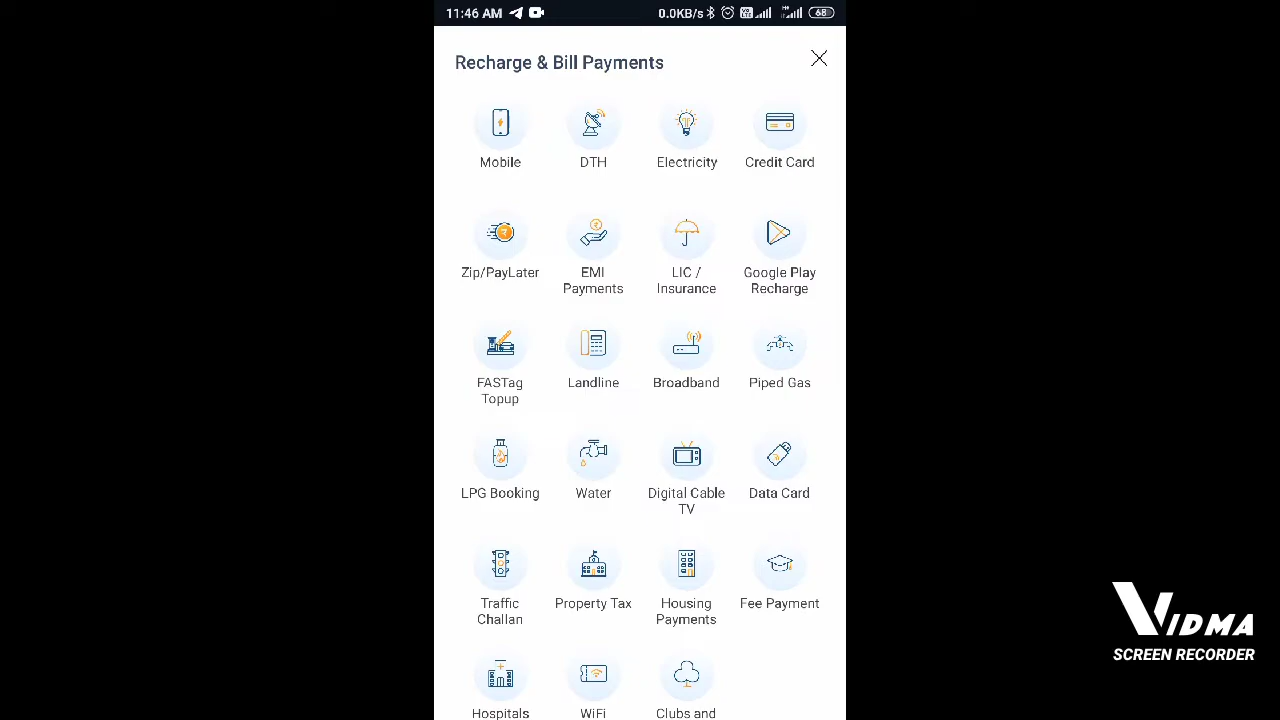 11:46 AM 0.0KB/s 68
Recharge & Bill Payments
Mobile DTH Electricity Credit Card
Zip/PayLater EMI Payments LIC / Insurance Google Play Recharge
FASTag Topup Landline Broadband Piped Gas
LPG Booking Water Digital Cable TV Data Card
Traffic Challan Property Tax Housing Payments Fee Payment
Hospitals WiFi Clubs and
VIDMA
SCREEN RECORDER